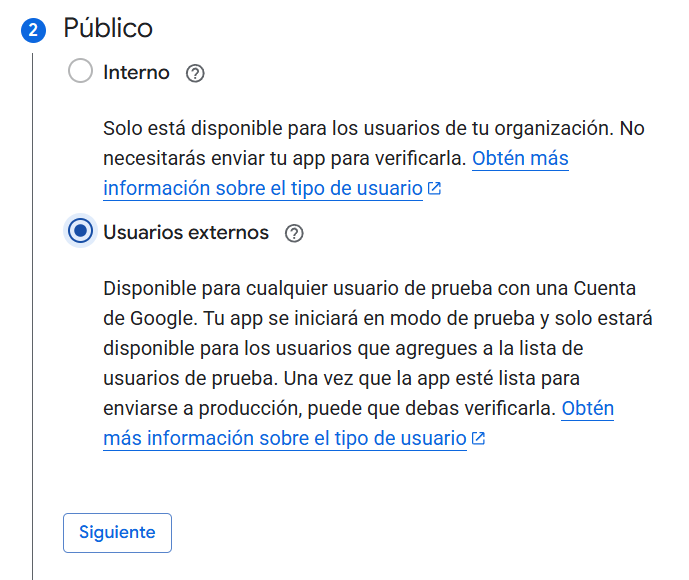 2 Público
Interno
Solo está disponible para los usuarios de tu organización. No
necesitarás enviar tu app para verificarla. Obtén más
información sobre el tipo de usuario
Usuarios externos
Disponible para cualquier usuario de prueba con una Cuenta
de Google. Tu app se iniciará en modo de prueba y solo estará
disponible para los usuarios que agregues a la lista de
usuarios de prueba. Una vez que la app esté lista para
enviarse a producción, puede que debas verificarla. Obtén
más información sobre el tipo de usuario
Siguiente